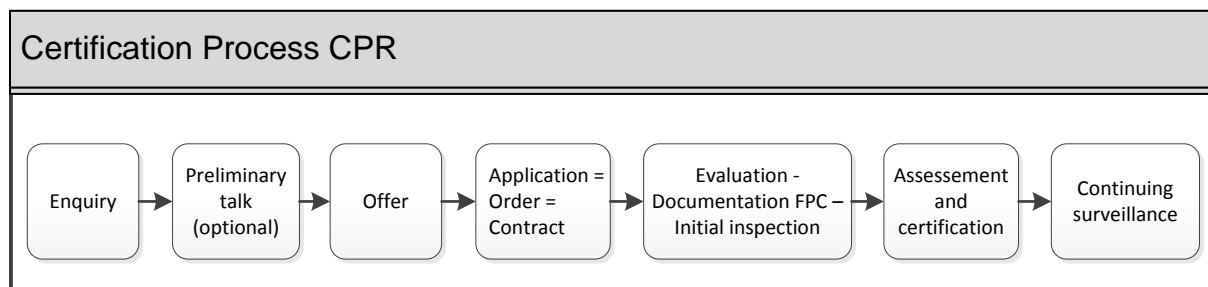 Certification Process CPR
Enquiry
Preliminary
talk
(optional)
Offer
Application =
Order =
Contract
Evaluation -
Documentation FPC –
Initial inspection
Assessement
and
certification
Continuing
surveillance